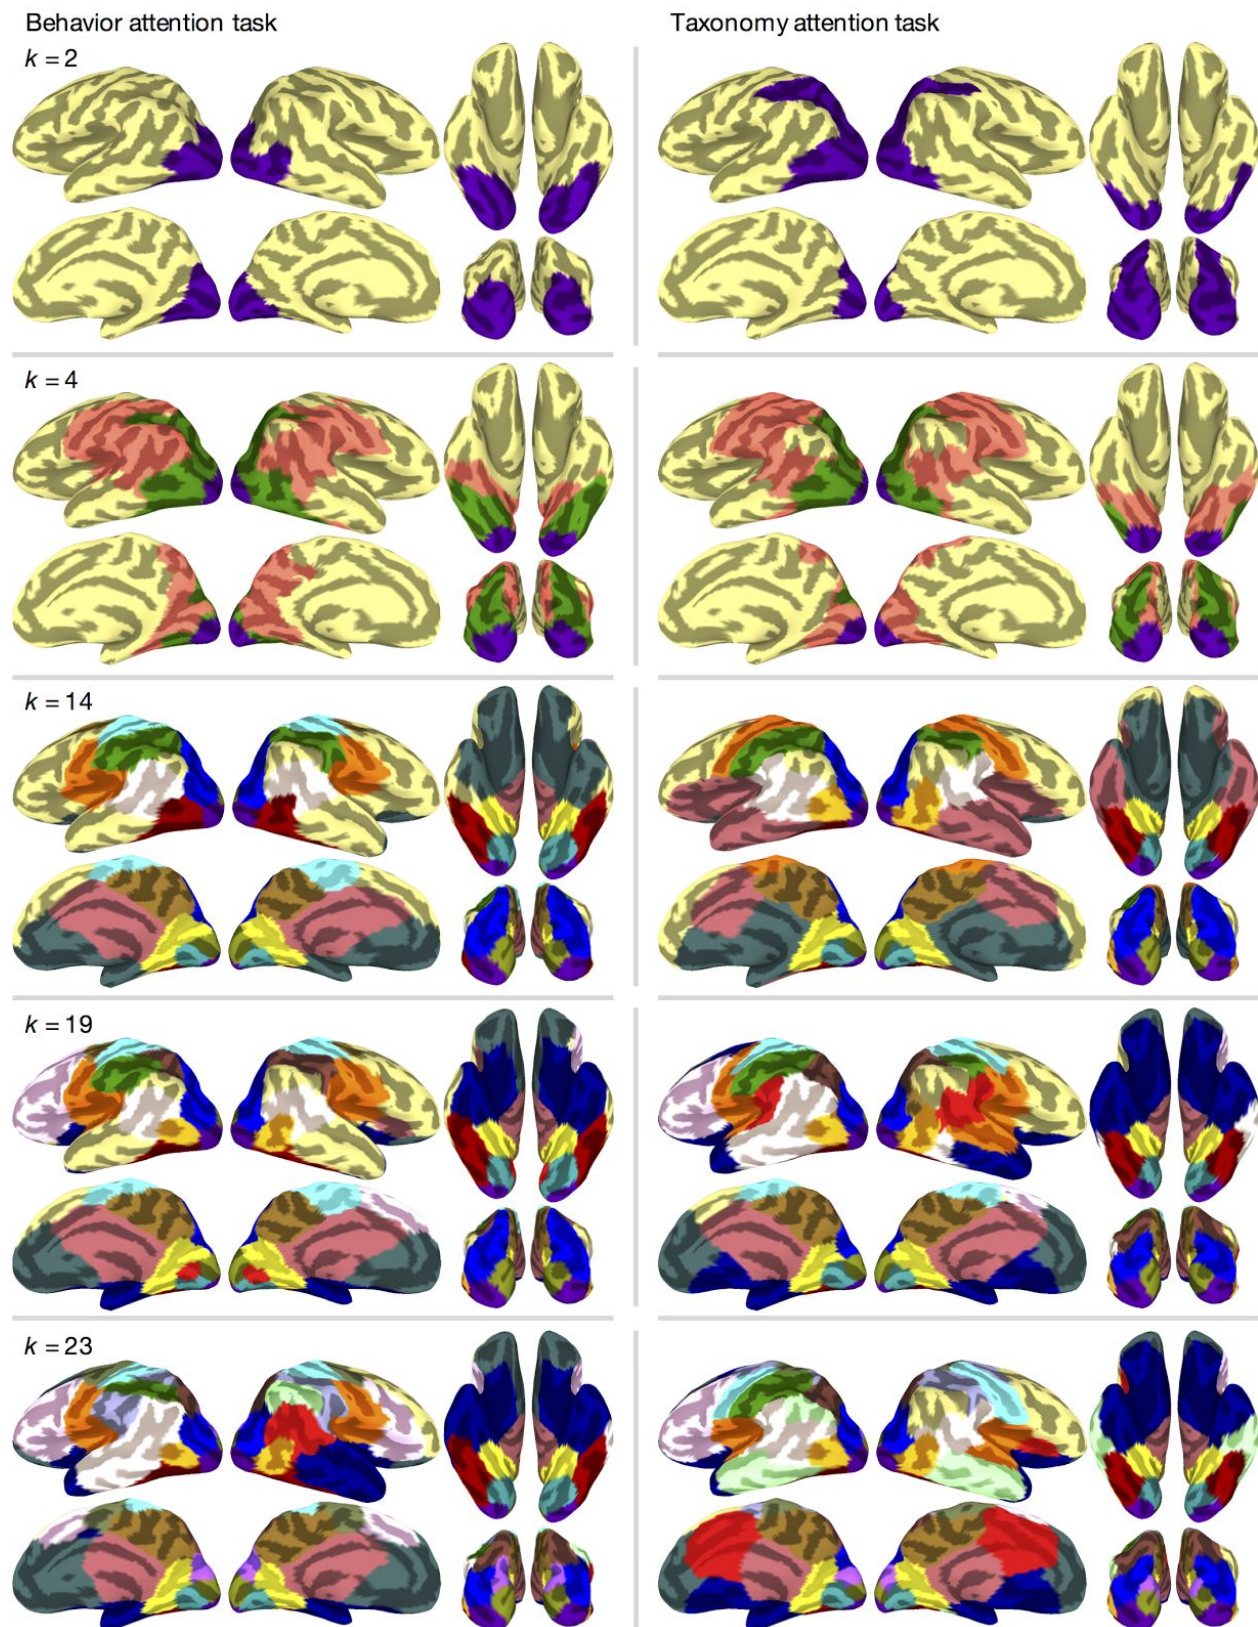 Behavior attention task
Taxonomy attention task
k = 2
k = 4
k = 14
k = 19
k = 23